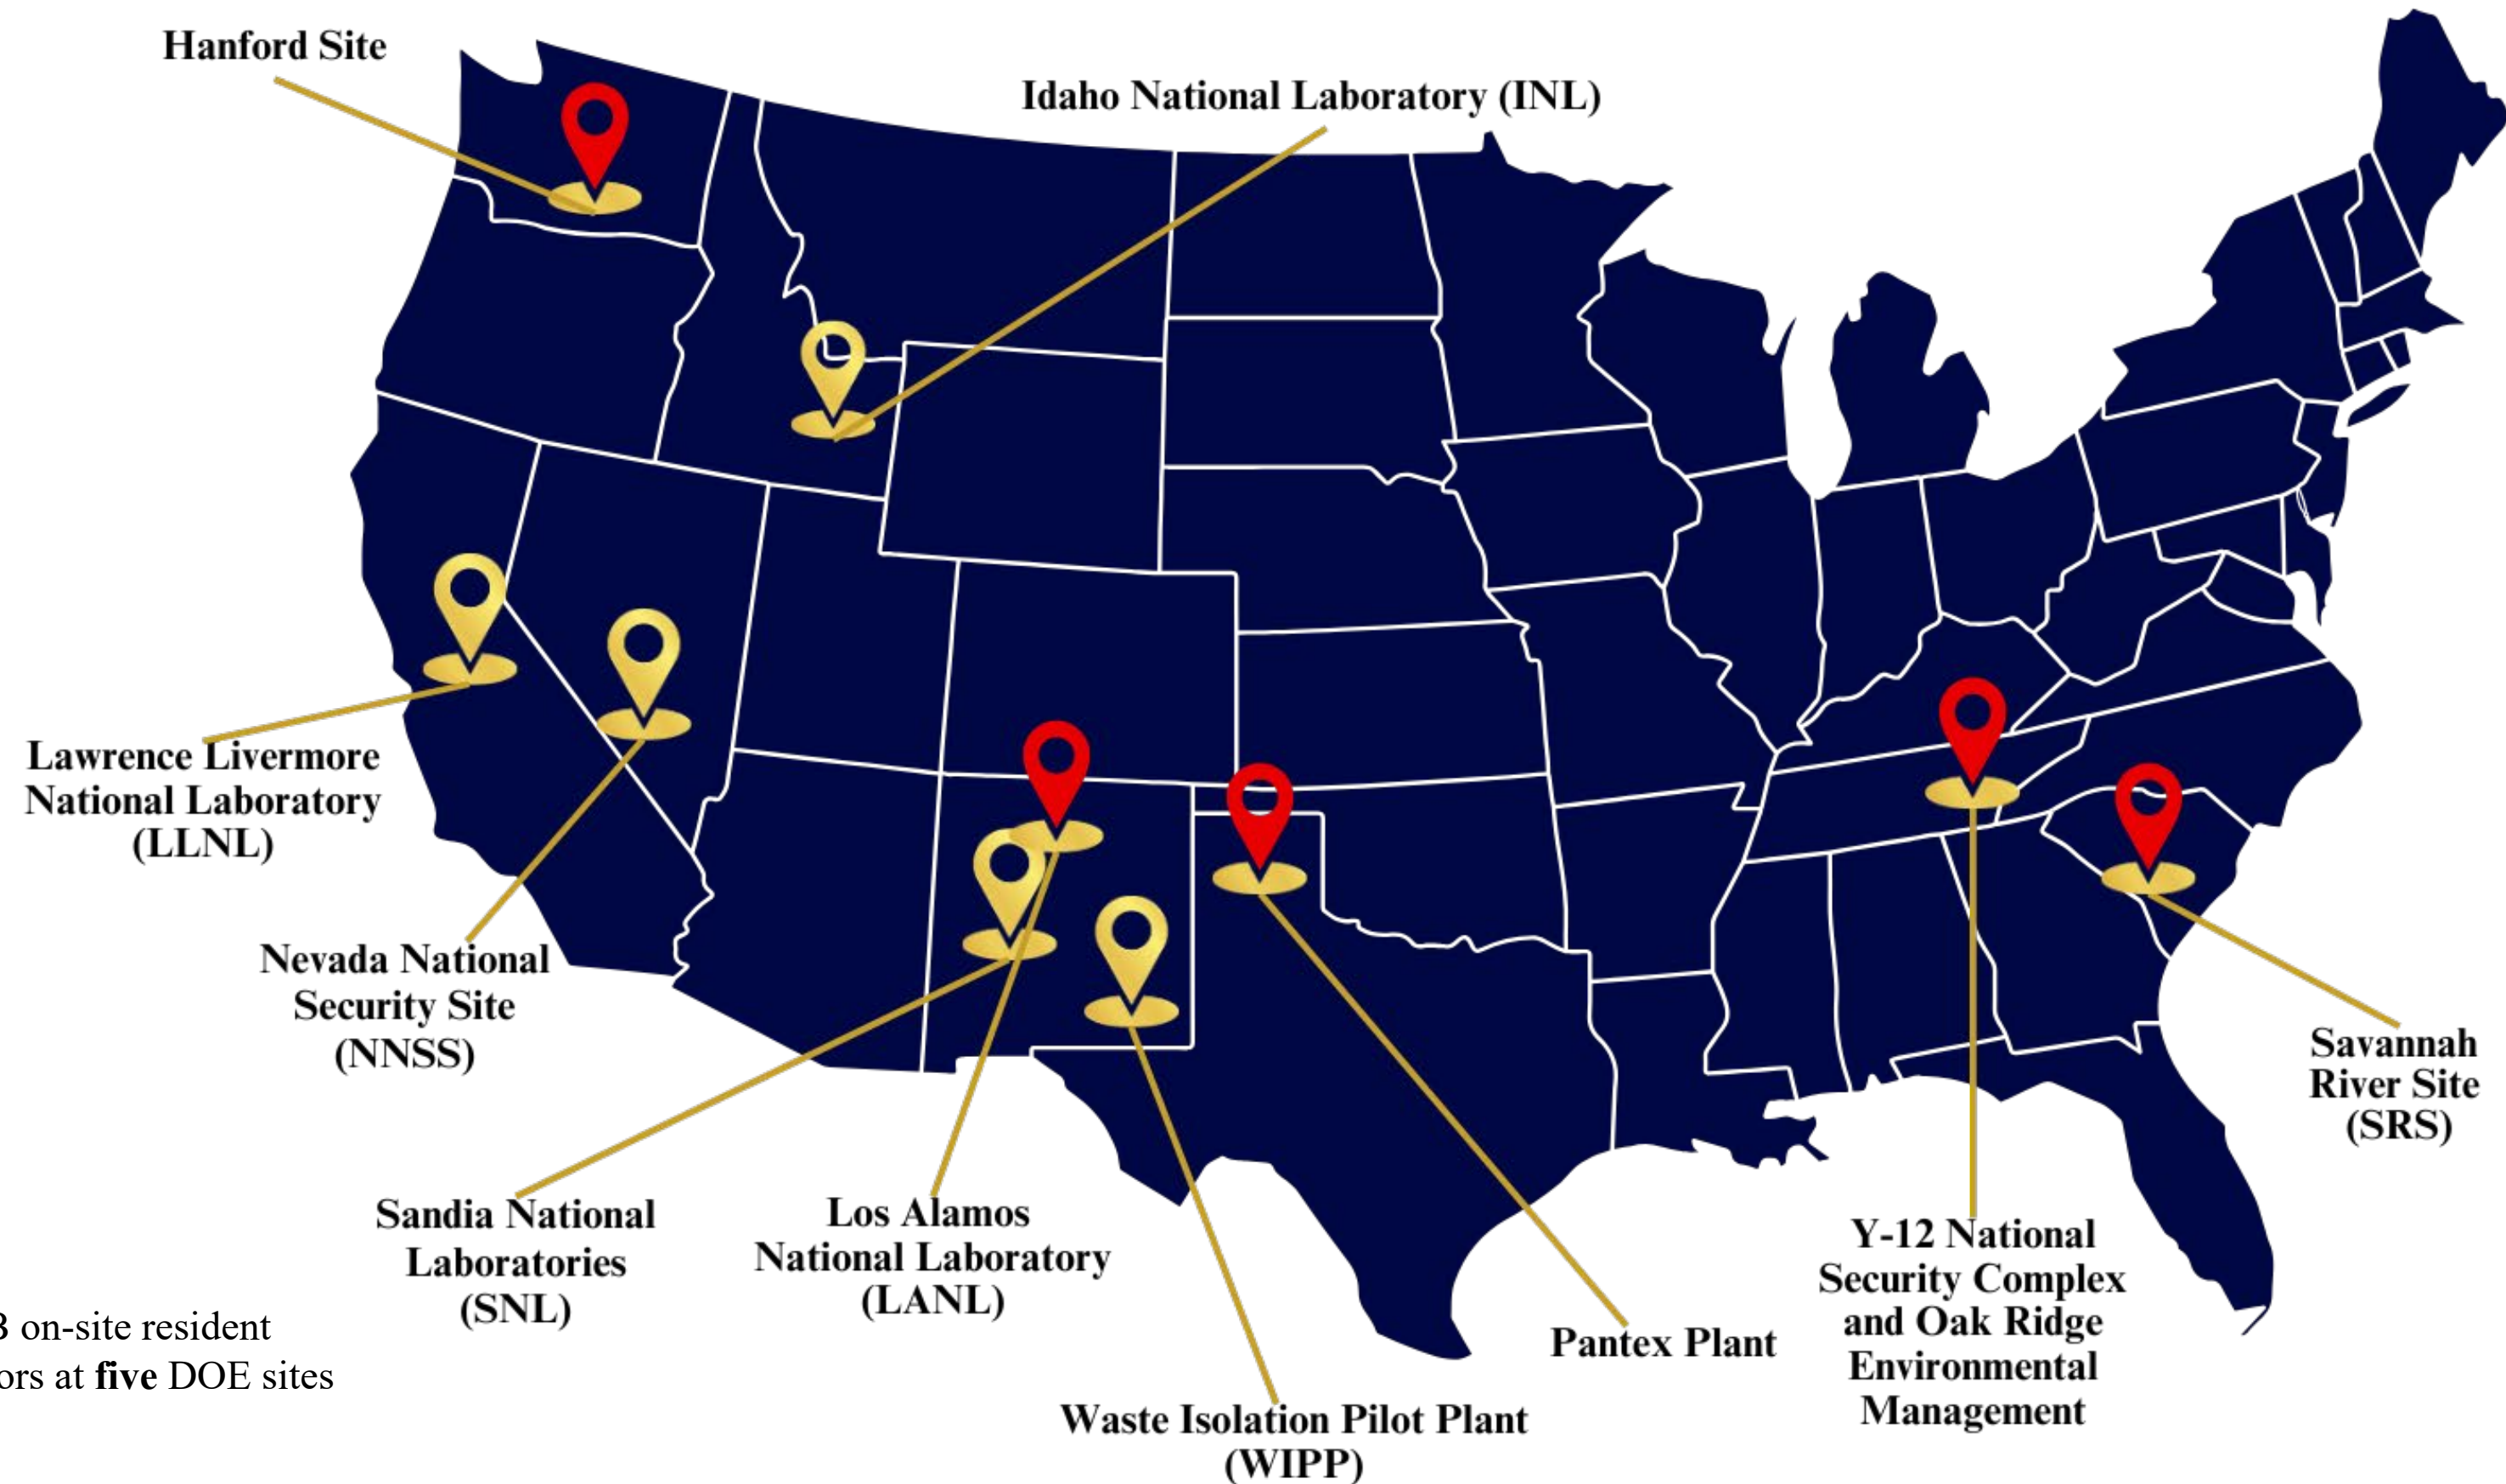 Hanford Site
Idaho National Laboratory (INL)
Lawrence Livermore
National Laboratory
(LLNL)
Nevada National
Security Site
(NNSS)
Sandia National
Laboratories
(SNL)
Los Alamos
National Laboratory
(LANL)
Waste Isolation Pilot Plant
(WIPP)
Pantex Plant
Y-12 National
Security Complex
and Oak Ridge
Environmental
Management
Savannah
River Site
(SRS)
on-site resident
at five DOE sites